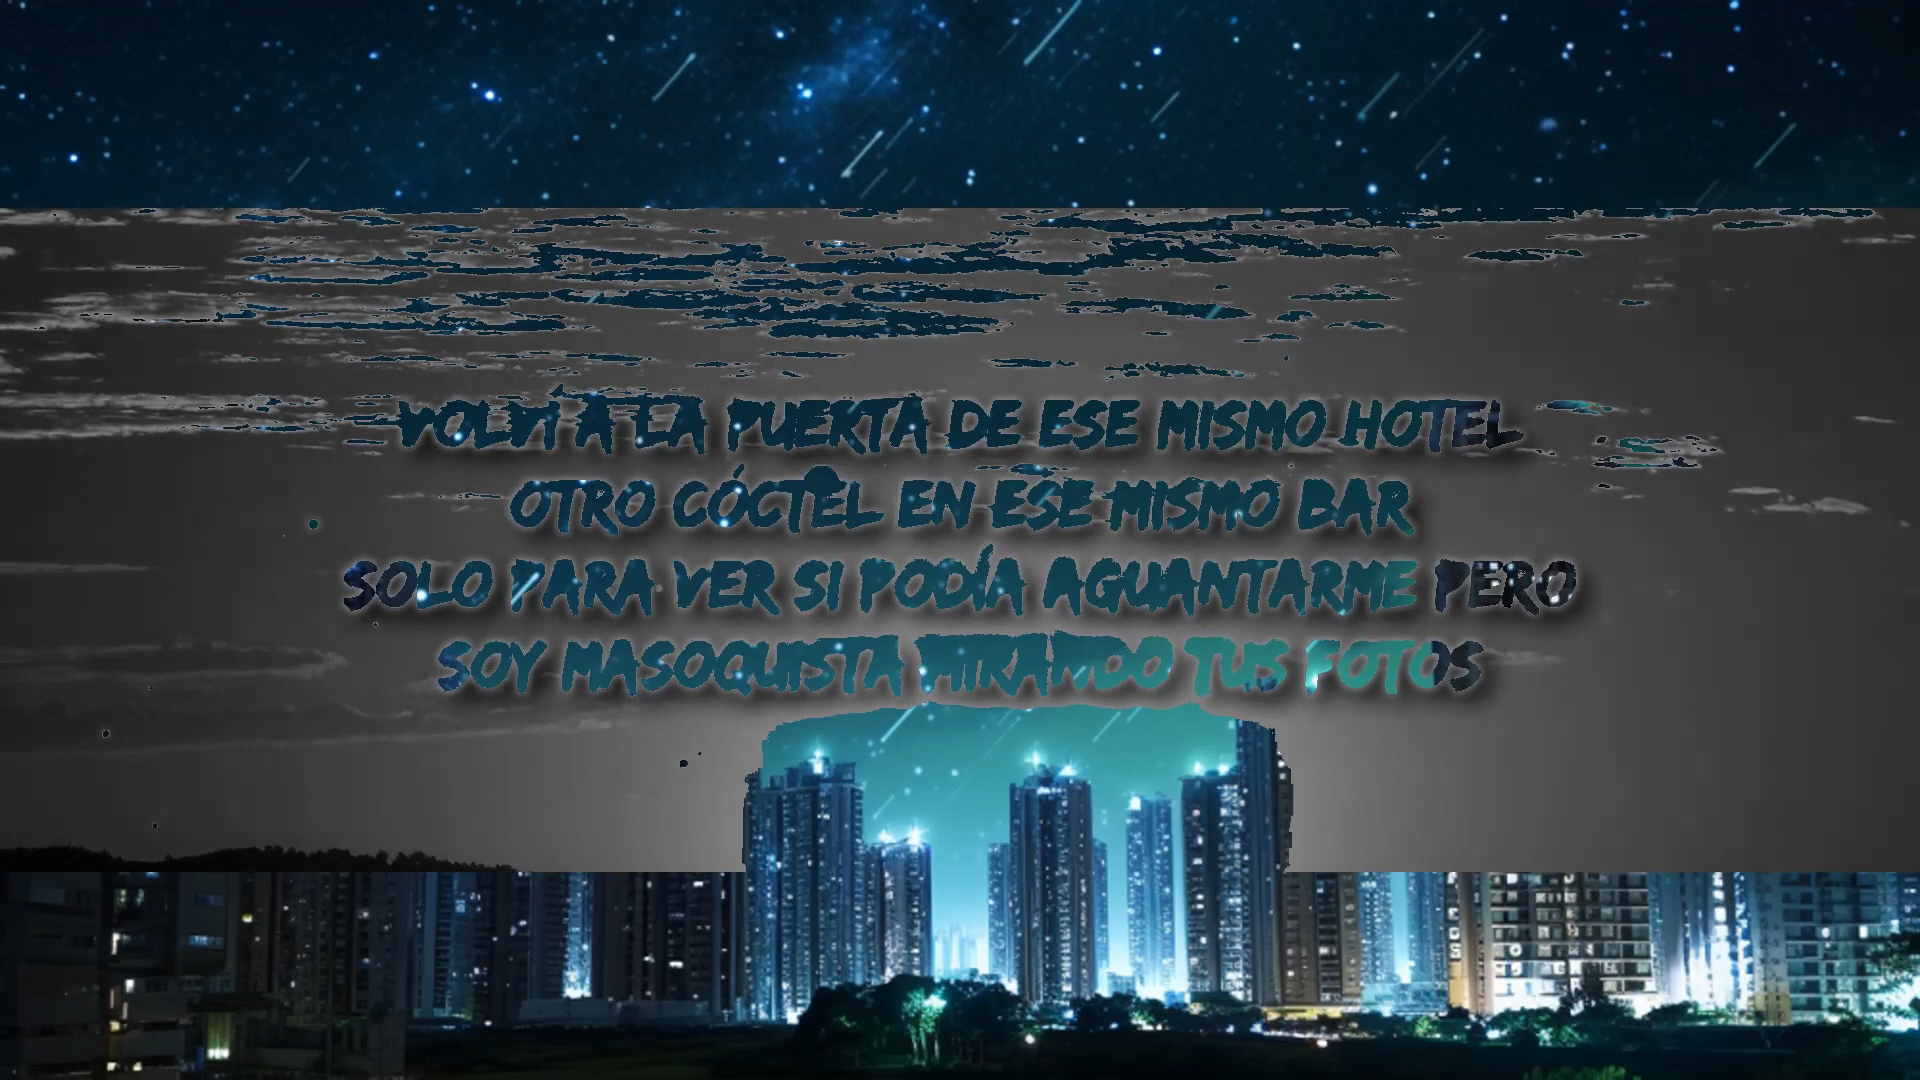 VOLVÍ A LA PUERTA DE ESE MISMO HOTEL
OTRO CÓCTEL EN ESE MISMO BAR
SOLO PARA VER SI PODÍA AGUANTARME PERO
SOY MASOQUISTA MIRANDO TUS FOTOS